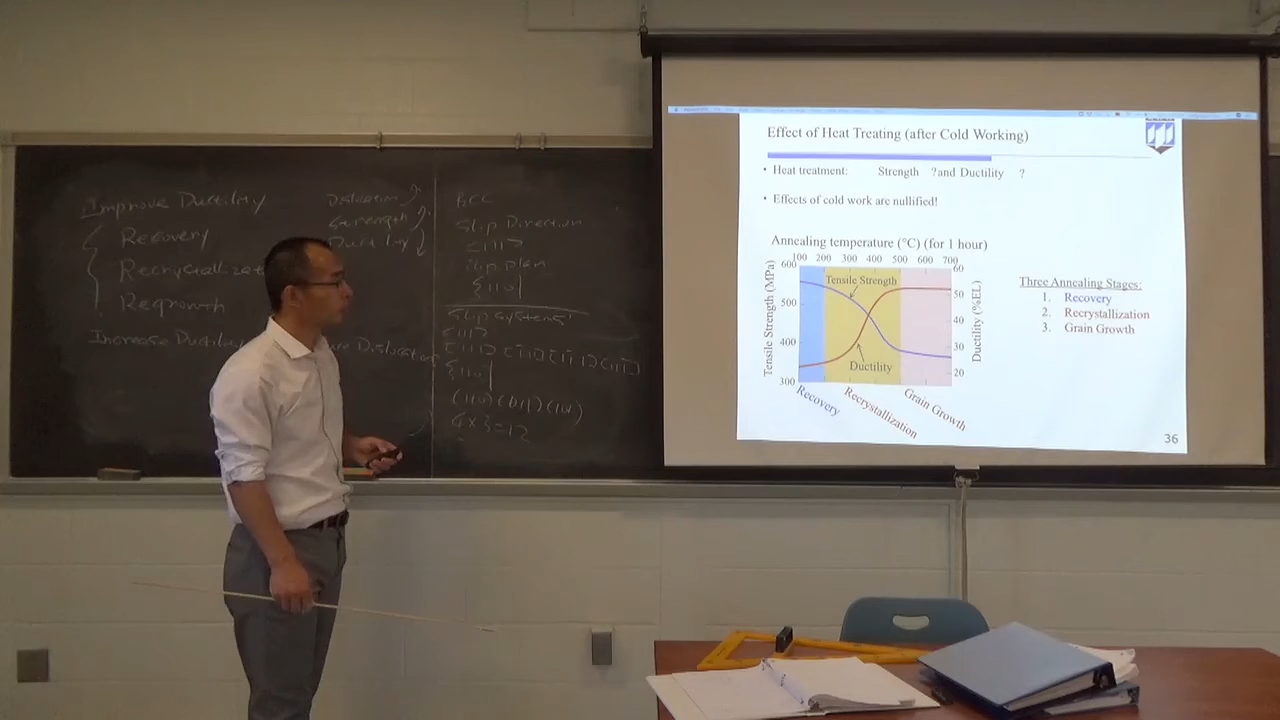 Improve Ductility
Recovery
Recrystalliza
Regrowth
Increase Ductility
Dislocation
Dislocation
Strength
Ductility
BCC
Slip Direction
<111>
Slip plan
{110}
Slip systems
<111>
{110}
4 x 3 = 12
Effect of Heat Treating (after Cold Working)
• Heat treatment: Strength ? and Ductility ?
• Effects of cold work are nullified!
Annealing temperature (°C) (for 1 hour)
100 200 300 400 500 600 700
600
500
400
300
Tensile Strength (MPa)
Tensile Strength
Ductility
60
50
40
30
20
Ductility (%EL)
Recovery
Recrystallization
Grain Growth
Three Annealing Stages:
1. Recovery
2. Recrystallization
3. Grain Growth
36